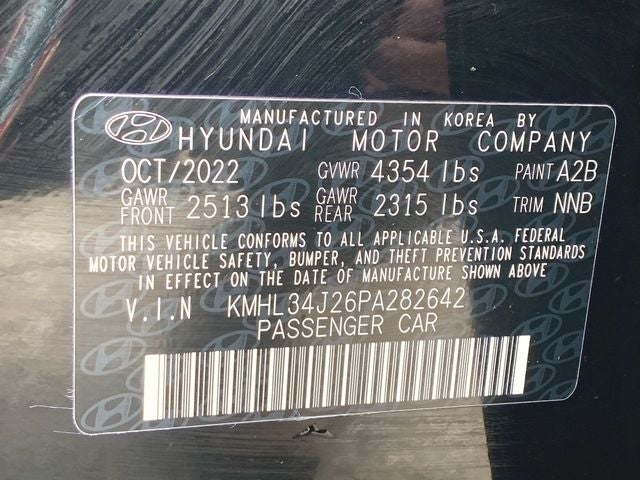 MANUFACTURED IN KOREA BY
HYUNDAI MOTOR COMPANY
OCT/2022 GVWR 4354 lbs PAINT A2B
GAWR FRONT 2513 lbs GAWR REAR 2315 lbs TRIM NNB
THIS VEHICLE CONFORMS TO ALL APPLICABLE U.S.A. FEDERAL
MOTOR VEHICLE SAFETY, BUMPER, AND THEFT PREVENTION STANDARDS
IN EFFECT ON THE DATE OF MANUFACTURE SHOWN ABOVE
V.I.N KMHL34J26PA282642
PASSENGER CAR